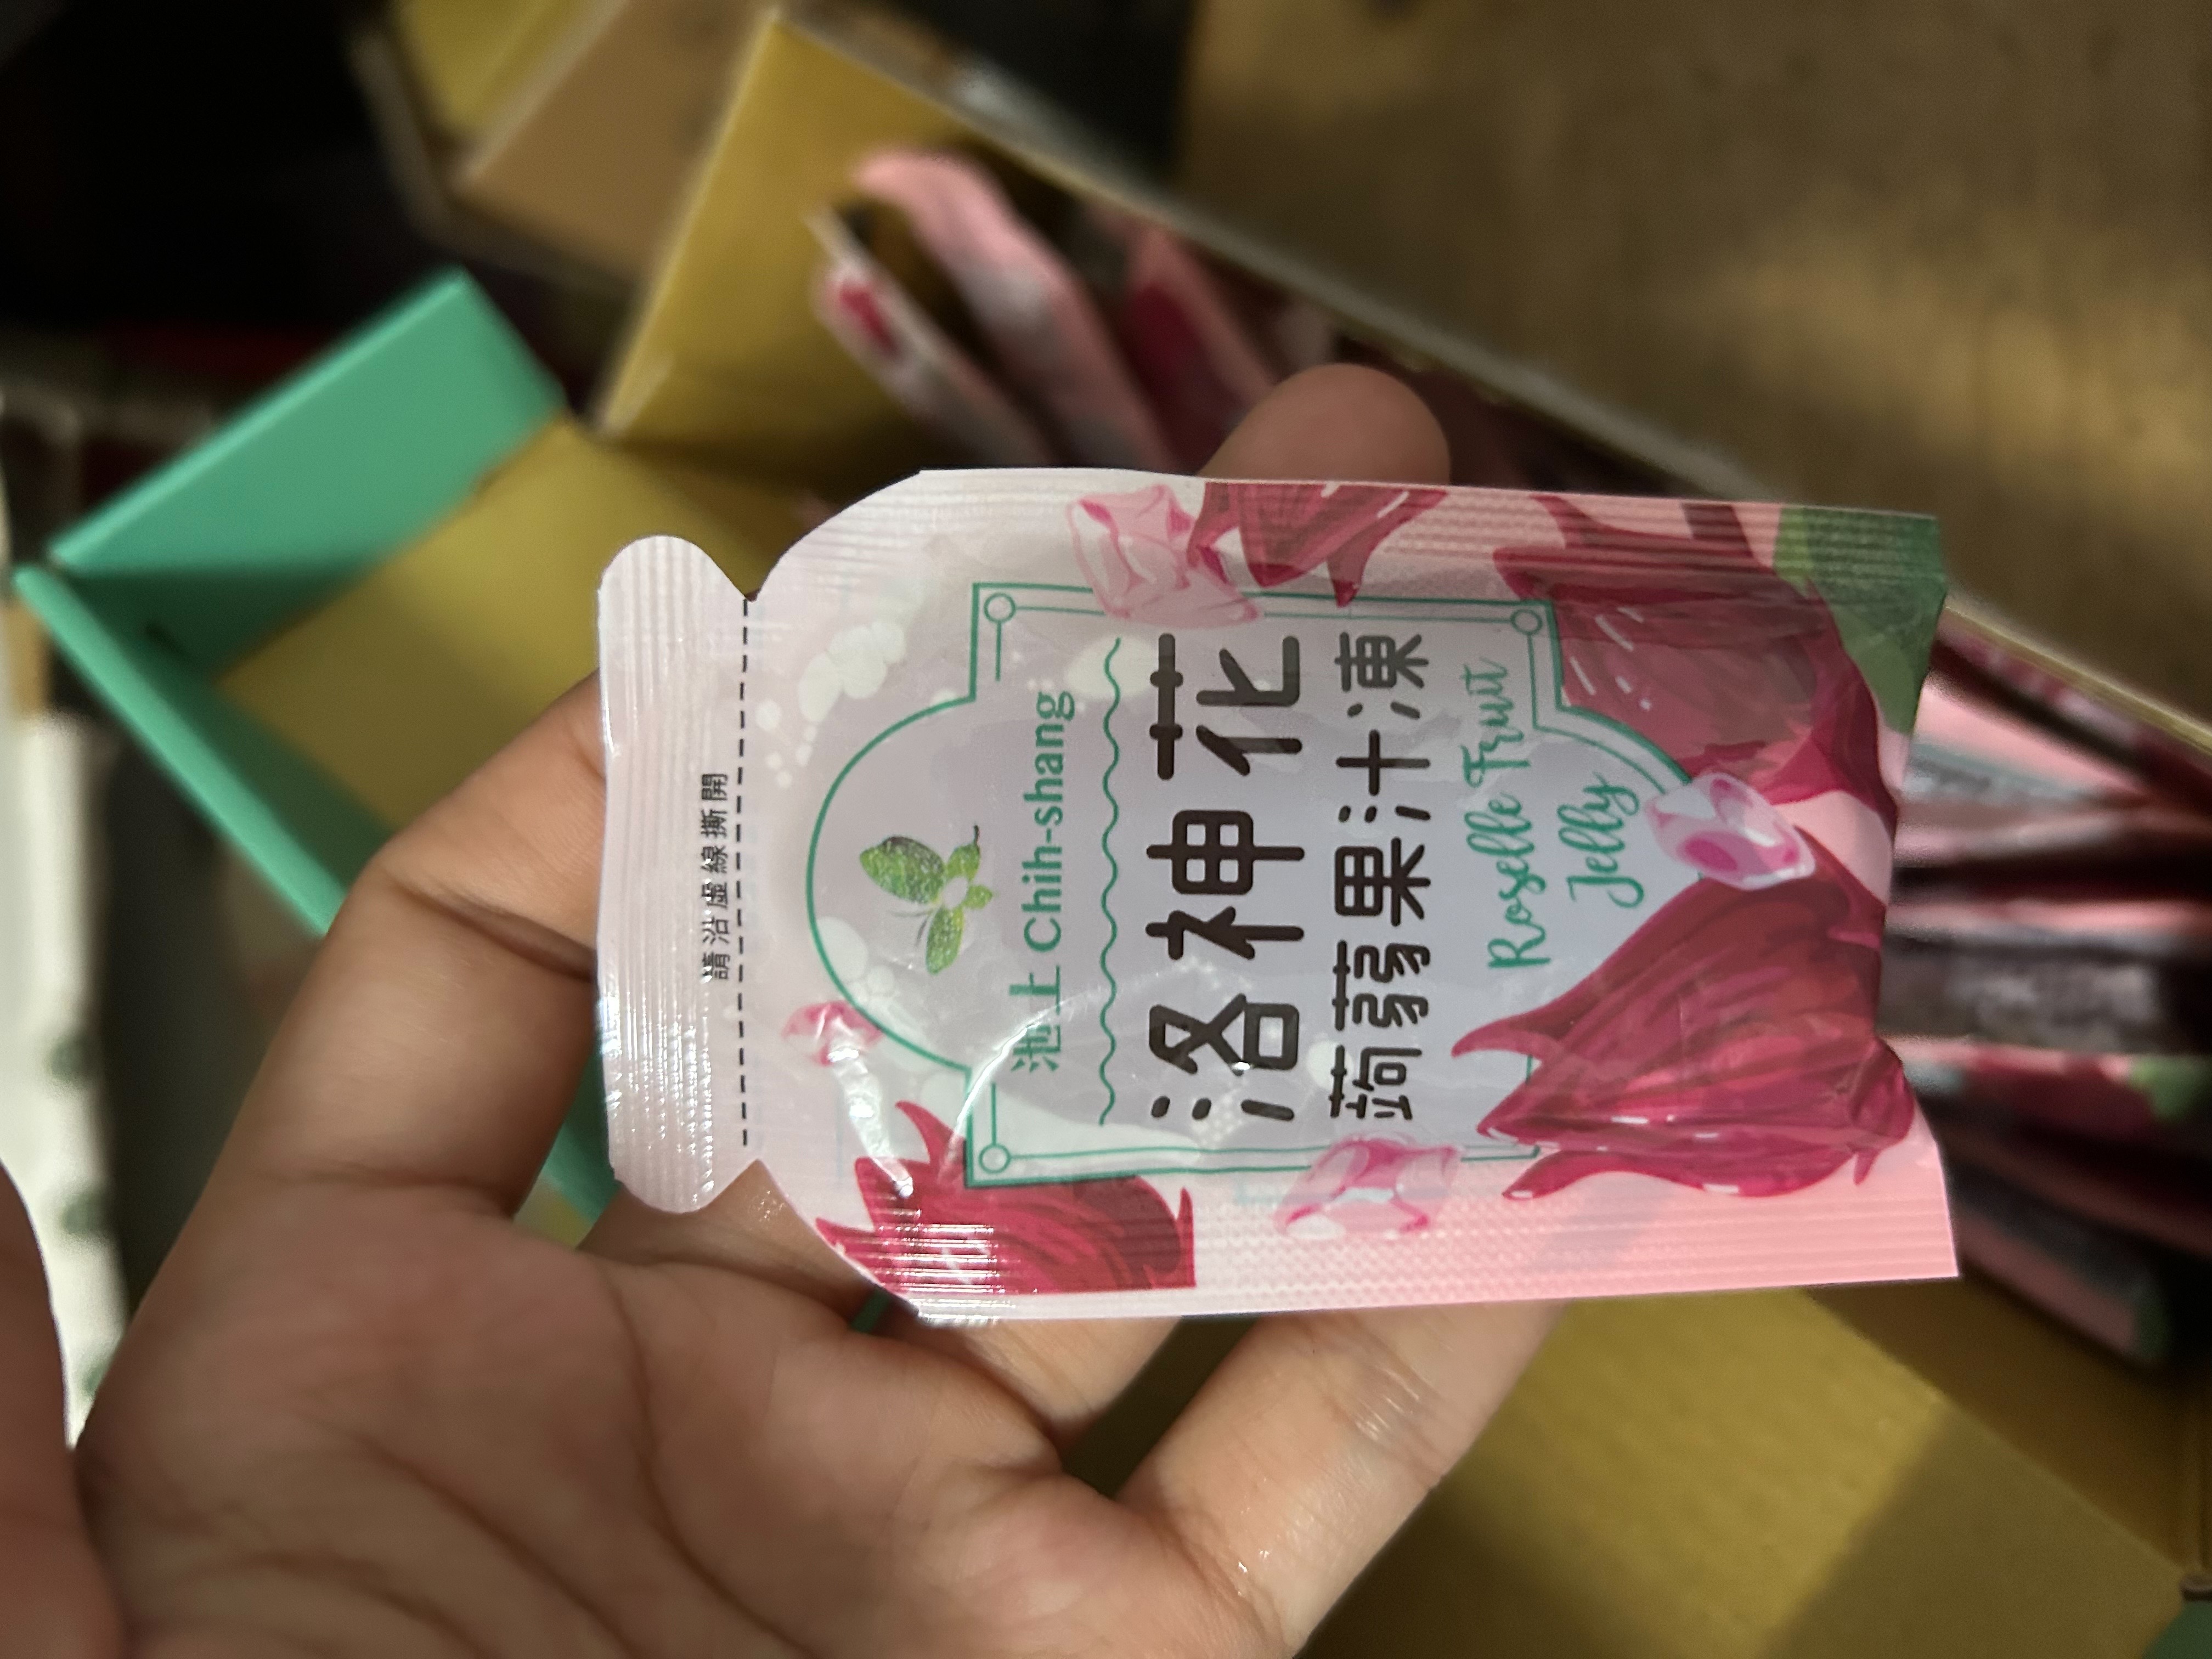 請沿虛線撕開
池上 Chih-shang
洛神花
蒟蒻果汁凍
Roselle Fruit
Jelly